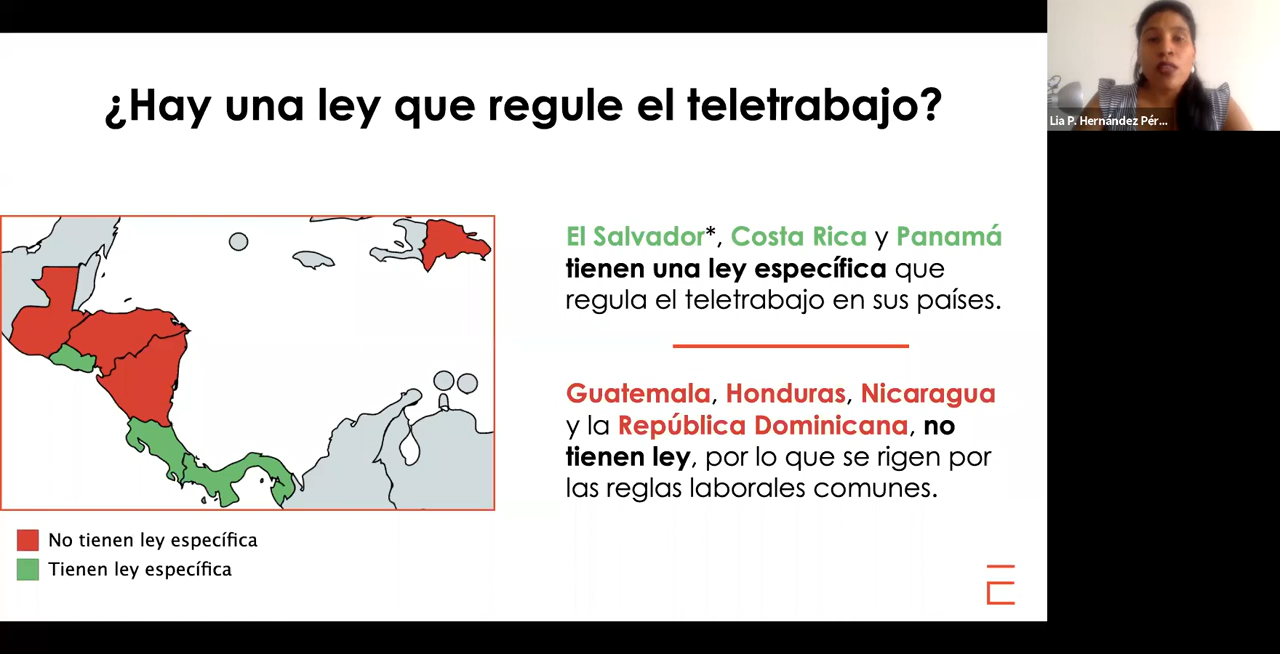 ¿Hay una ley que regule el teletrabajo?
Lia P. Hernández Pér...
El Salvador*, Costa Rica y Panamá
tienen una ley específica que
regula el teletrabajo en sus países.
Guatemala, Honduras, Nicaragua
y la República Dominicana, no
tienen ley, por lo que se rigen por
las reglas laborales comunes.
No tienen ley específica
Tienen ley específica